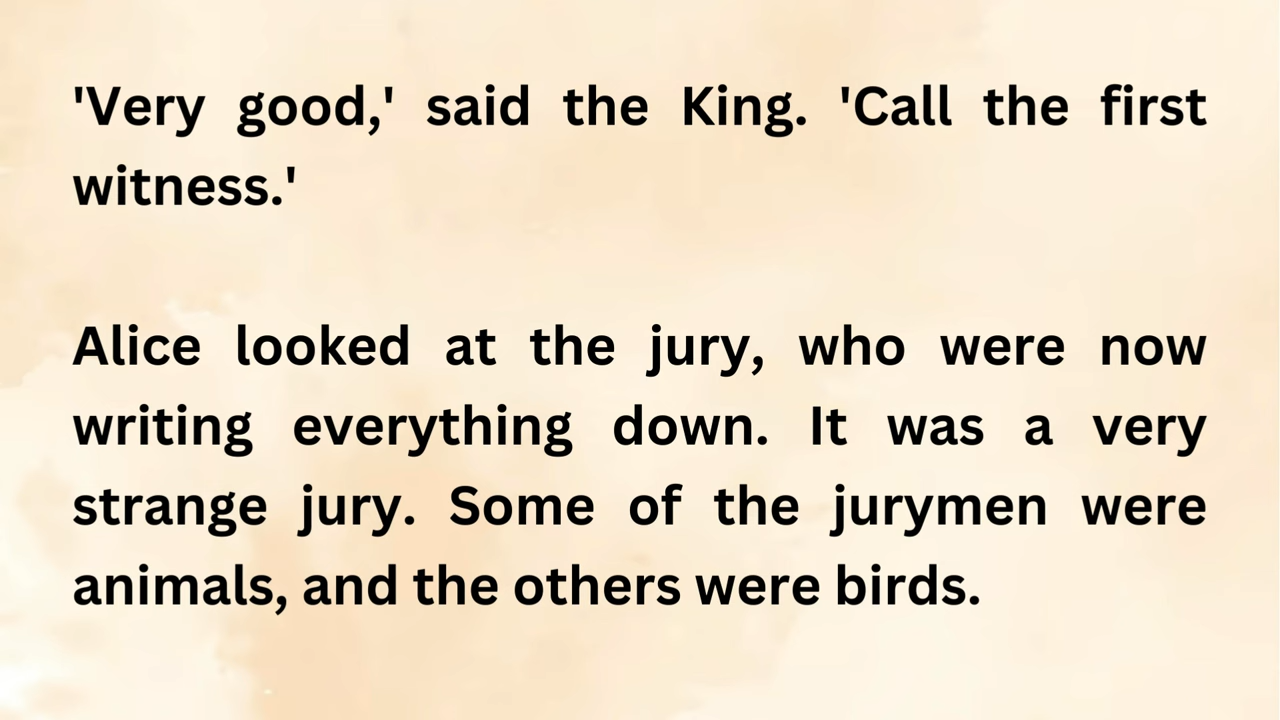 'Very good,' said the King. 'Call the first
witness.'
Alice looked at the jury, who were now
writing everything down. It was a very
strange jury. Some of the jurymen were
animals, and the others were birds.